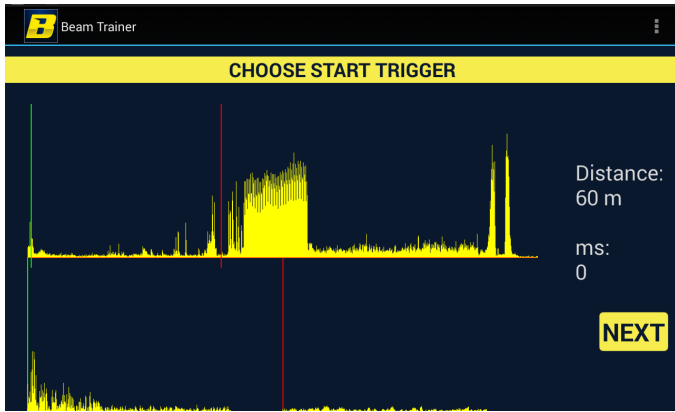 B
Beam Trainer
CHOOSE START TRIGGER
Distance:
60 m
ms:
0
NEXT